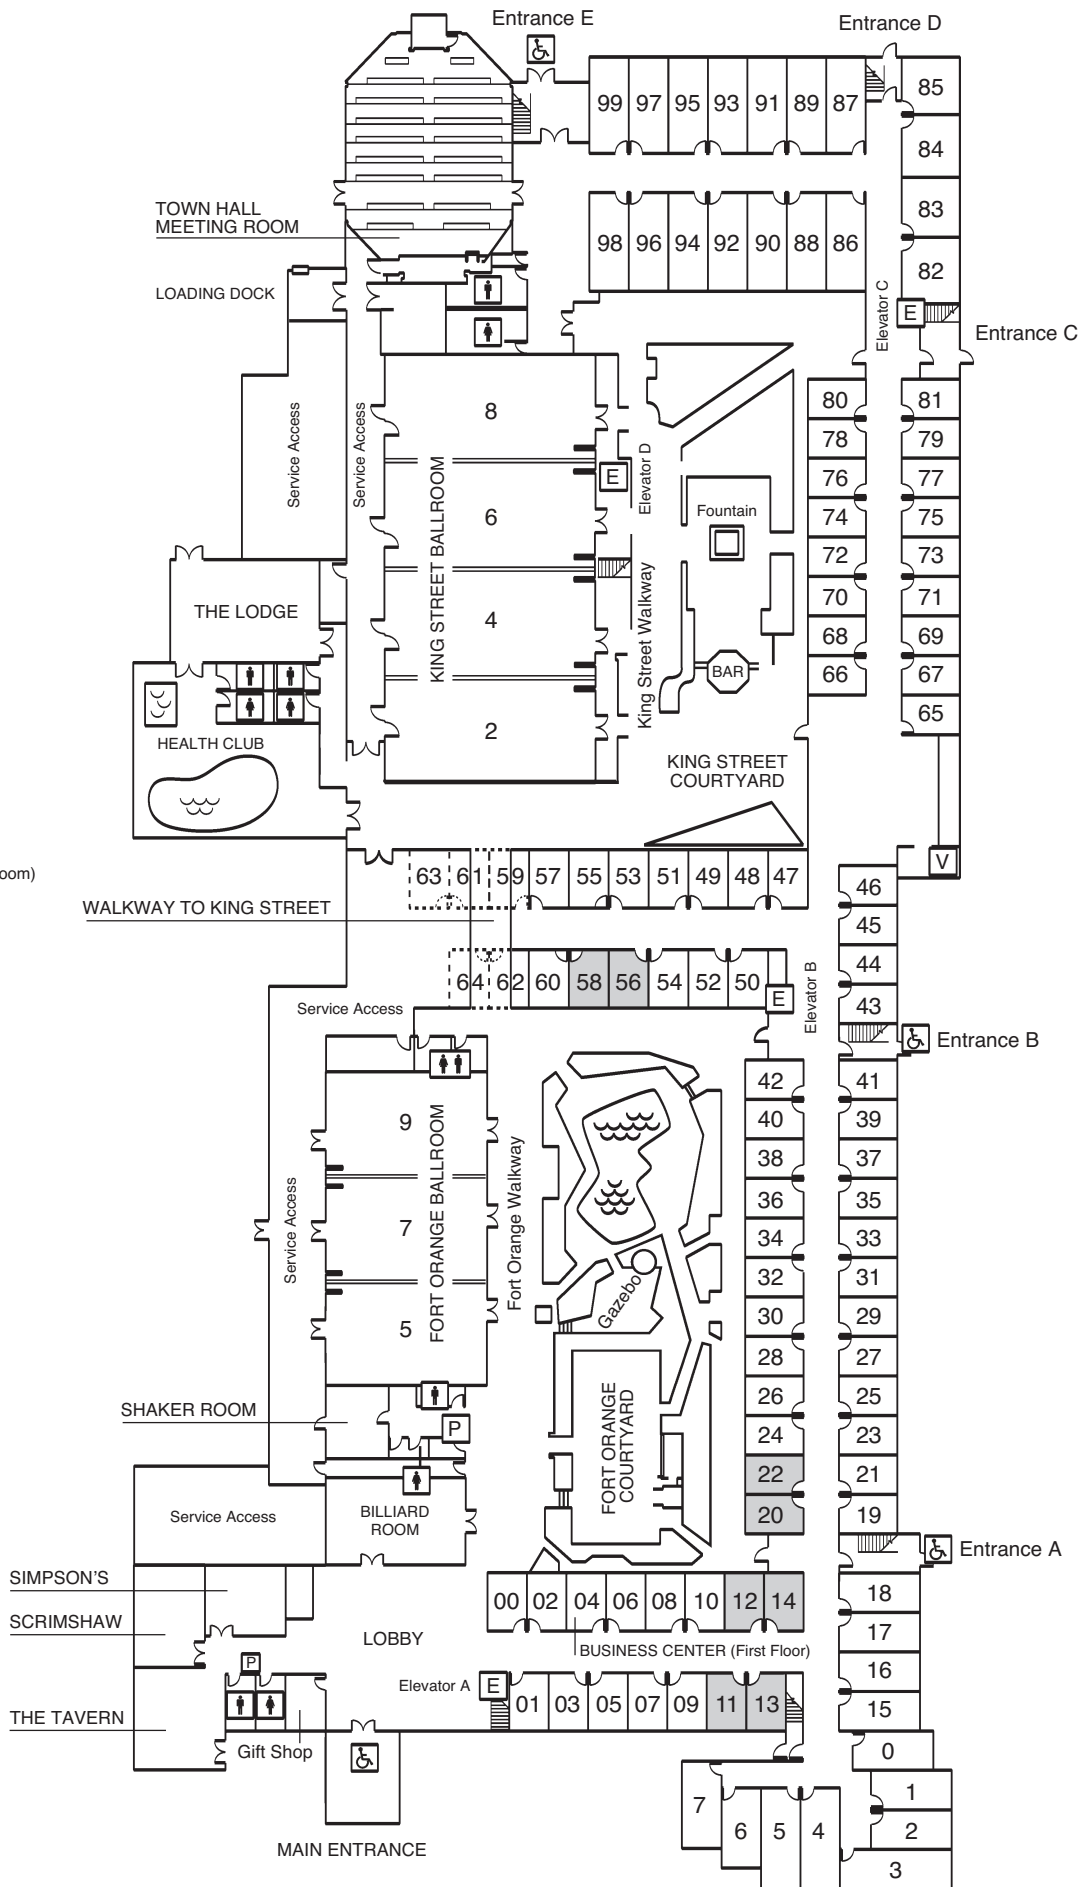 Entrance E
Entrance D
99 97 95 93 91 89 87
85
84
83
82
TOWN HALL
MEETING ROOM
98 96 94 92 90 88 86
LOADING DOCK
Elevator C
E
Entrance C
Service Access
Service Access
8
6
4
2
KING STREET BALLROOM
E
Elevator D
King Street Walkway
Fountain
BAR
KING STREET
COURTYARD
80 81
78 79
76 77
74 75
72 73
70 71
68 69
66 67
65
THE LODGE
HEALTH CLUB
V
oom)
63 61 59 57 55 53 51 49 48 47
WALKWAY TO KING STREET
46
45
44
43
64 62 60 58 56 54 52 50
E
Elevator B
Service Access
Entrance B
42 41
40 39
38 37
36 35
34 33
32 31
30 29
28 27
26 25
24 23
22 21
20 19
9
7
5
FORT ORANGE BALLROOM
Service Access
Fort Orange Walkway
Gazebo
FORT ORANGE
COURTYARD
SHAKER ROOM
P
Service Access
BILLIARD
ROOM
Entrance A
SIMPSON'S
SCRIMSHAW
LOBBY
00 02 04 06 08 10 12 14
BUSINESS CENTER (First Floor)
18
17
16
15
P
Elevator A
E
01 03 05 07 09 11 13
THE TAVERN
Gift Shop
MAIN ENTRANCE
0
1
2
3
7
6
5
4